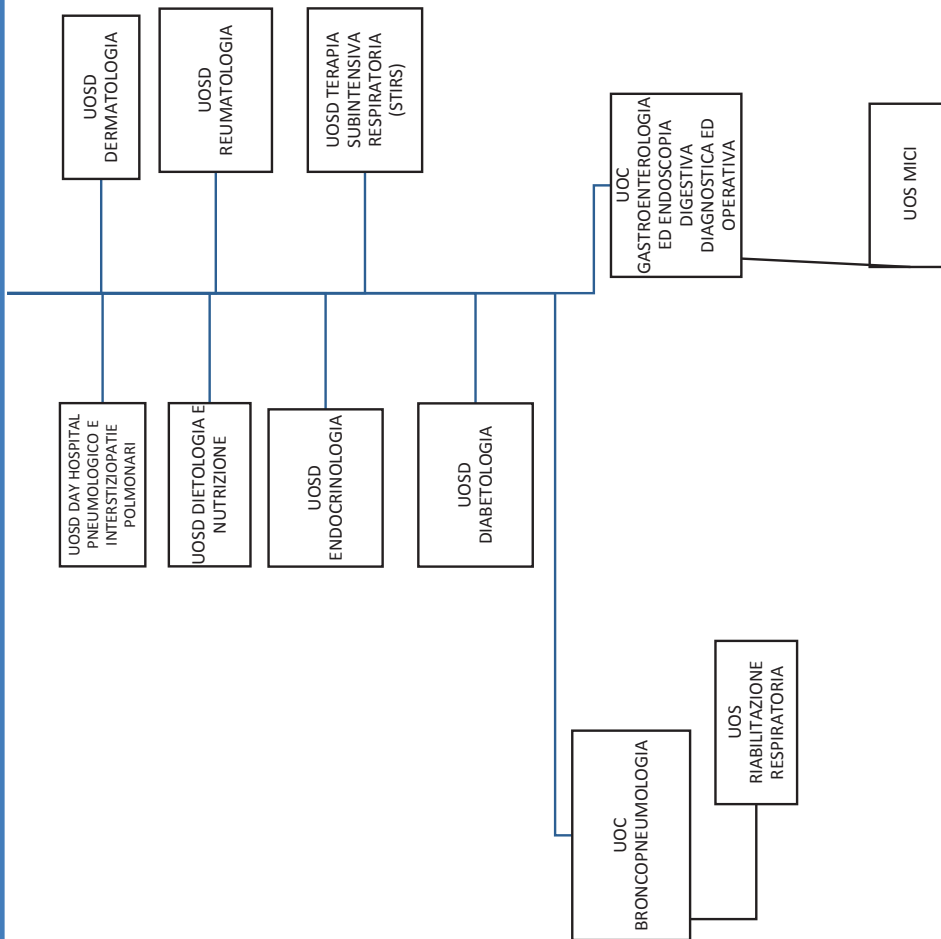 UOSD
DERMATOLOGIA
UOSD
REUMATOLOGIA
UOSD TERAPIA
SUBINTENSIVA
RESPIRATORIA
(STIRS)
UOC
GASTROENTEROLOGIA
ED ENDOSCOPIA
DIGESTIVA
DIAGNOSTICA ED
OPERATIVA
UOS MICI
UOSD DAY HOSPITAL
PNEUMOLOGICO E
INTERSTIZIOPATIE
POLMONARI
UOSD DIETOLOGIA E
NUTRIZIONE
UOSD
ENDOCRINOLOGIA
UOSD
DIABETOLOGIA
UOC
BRONCOPNEUMOLOGIA
UOS
RIABILITAZIONE
RESPIRATORIA